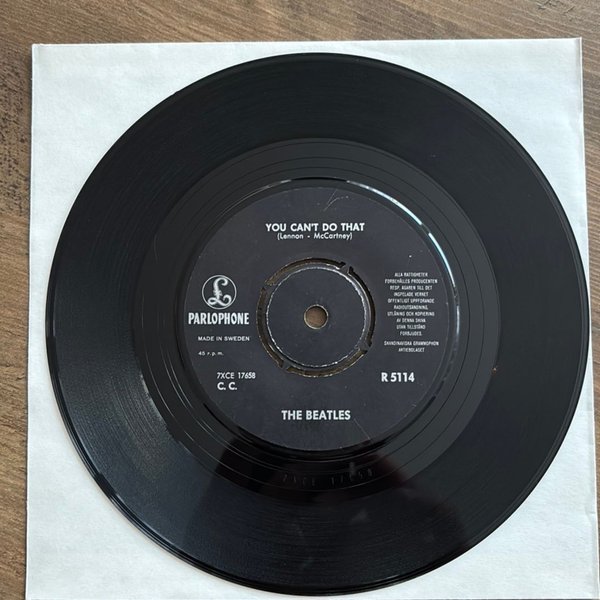 YOU CAN'T DO THAT
(Lennon - McCartney)
£
PARLOPHONE
MADE IN SWEDEN
45 r.p.m.
7XCE 17658
C. C.
ALLA RÄTTIGHETER
FÖRBEHÅLLES PRODUCENTEN
RESP. ÄGAREN TILL DET
INSPELADE VERKET
OFFENTLIGT UPPFÖRANDE
RADIOUTSÄNDNING,
UTLÅNING OCH KOPIERING
AV DENNA SKIVA
UTAN TILLSTÅND
FÖRBJUDES.
SKANDINAVISKA GRAMMOPHON
AKTIEBOLAGET
R 5114
THE BEATLES